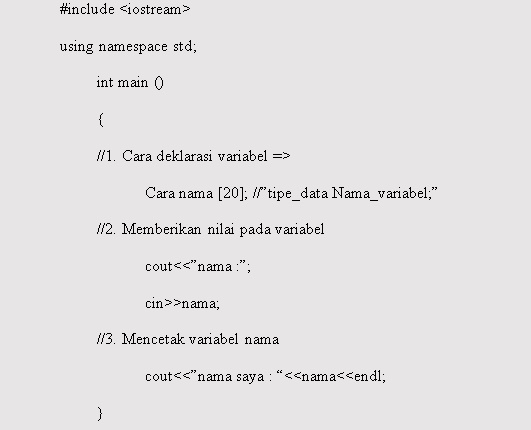 #include <iostream>
using namespace std;
int main ()
{
//1. Cara deklarasi variabel =>
Cara nama [20]; //”tipe_data Nama_variabel;”
//2. Memberikan nilai pada variabel
cout<<”nama :”;
cin>>nama;
//3. Mencetak variabel nama
cout<<”nama saya : “<<nama<<endl;
}